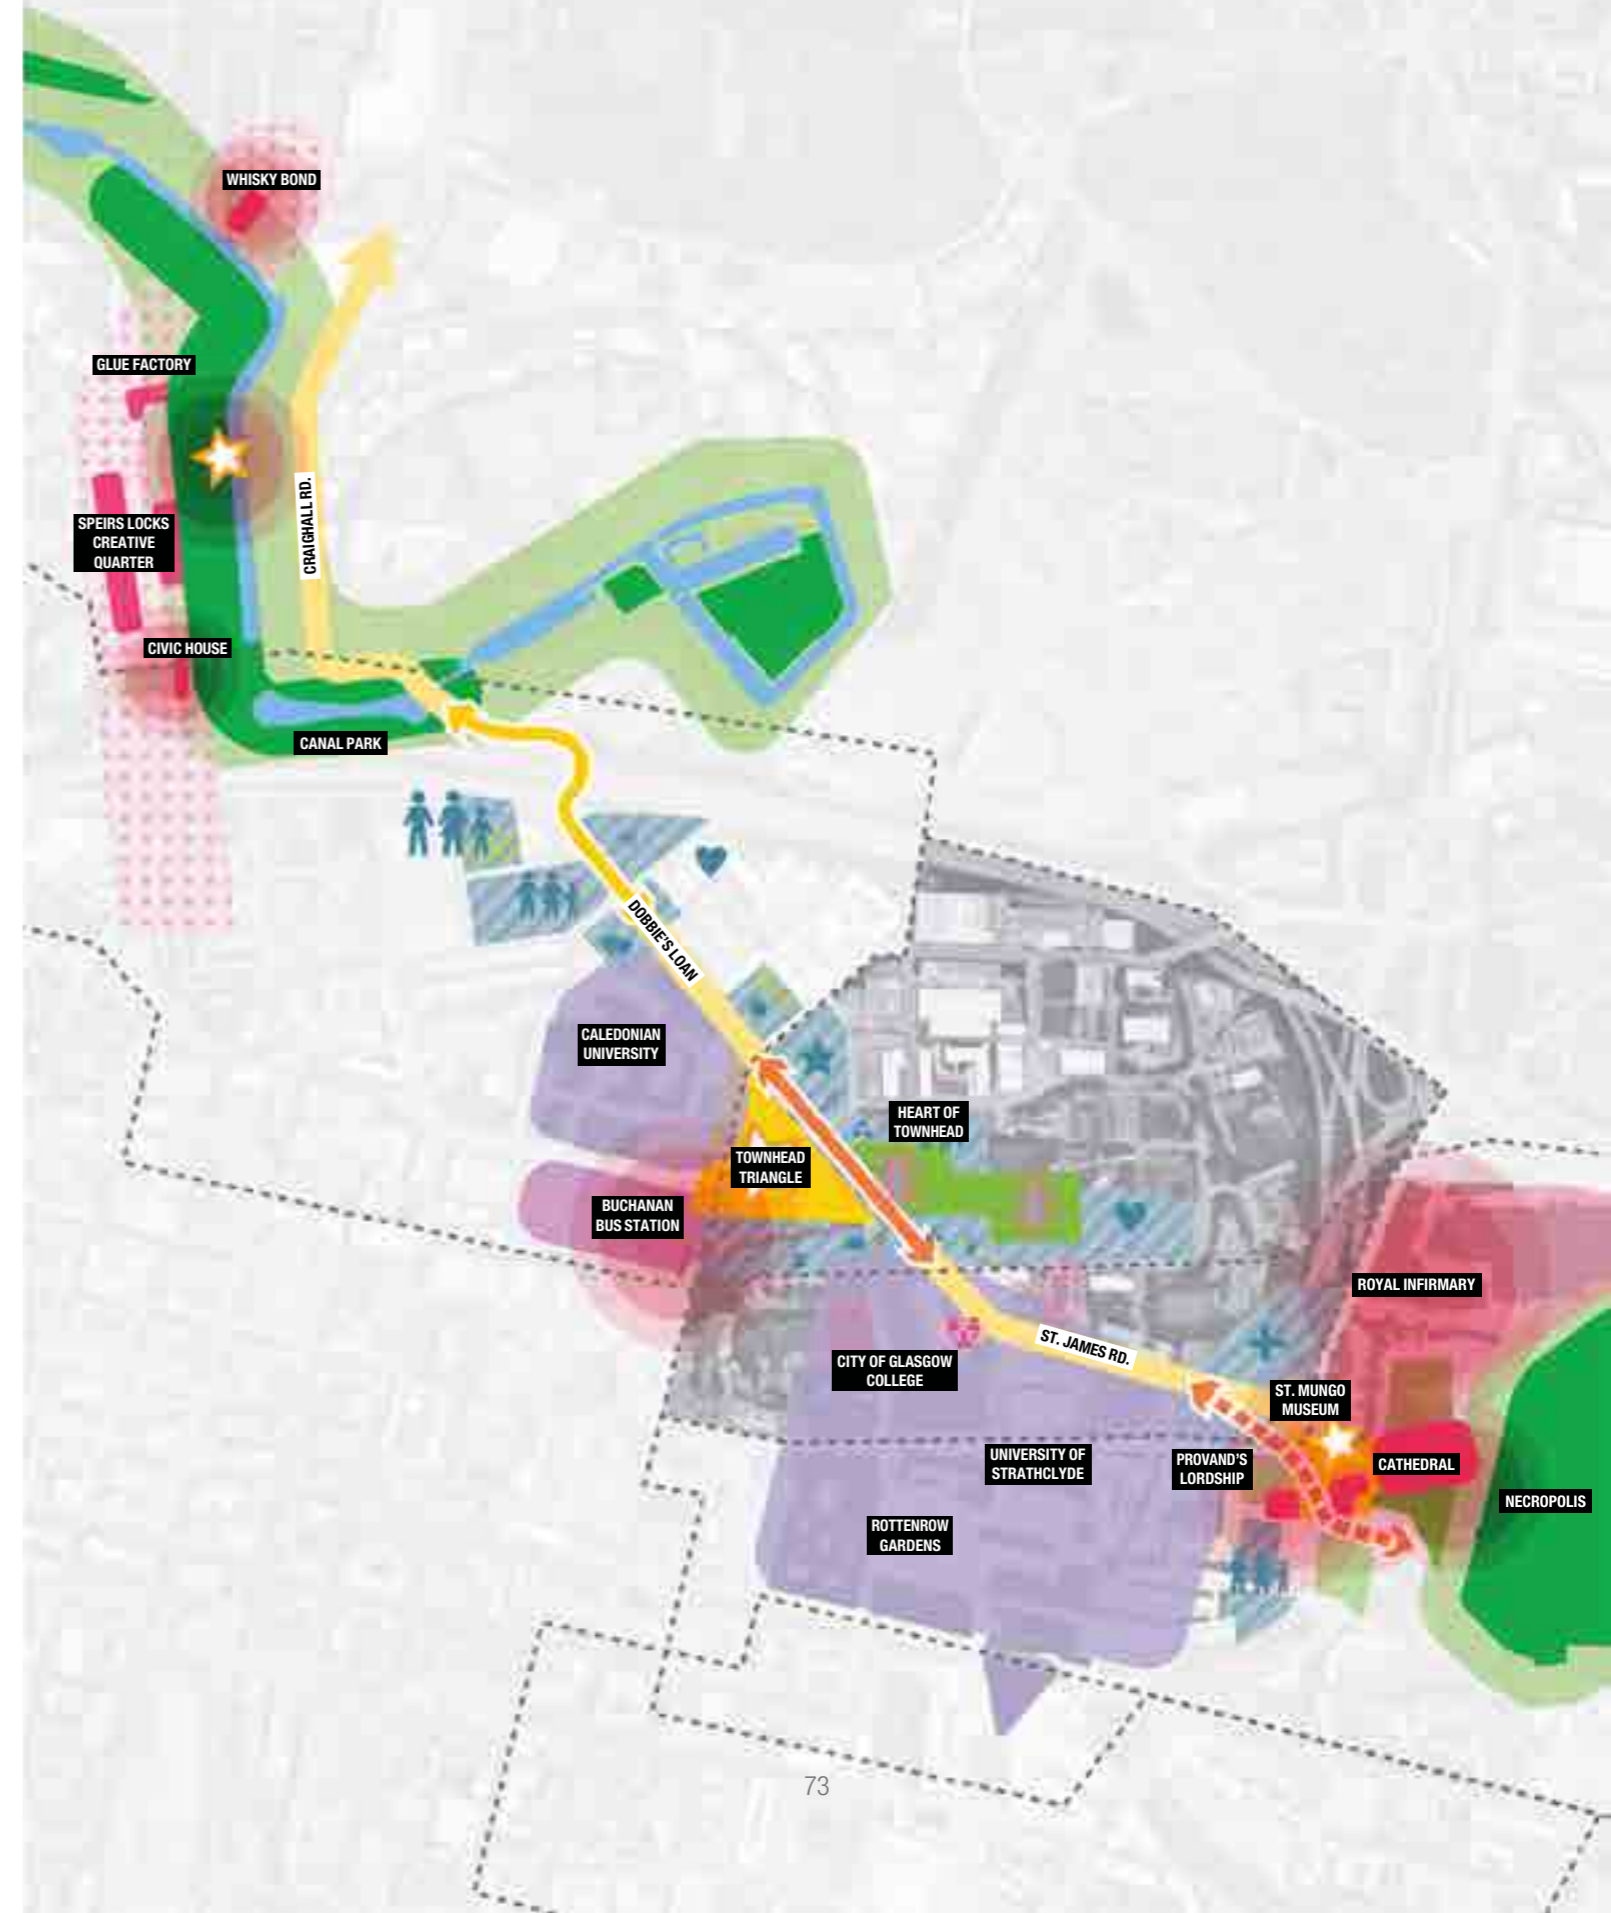 WHISKY BOND
GLUE FACTORY
CRAIGHALL RD.
SPEIRS LOCKS
CREATIVE
QUARTER
CIVIC HOUSE
CANAL PARK
DOBBIE'S LOAN
CALEDONIAN
UNIVERSITY
HEART OF
TOWNHEAD
TOWNHEAD
TRIANGLE
BUCHANAN
BUS STATION
ROYAL INFIRMARY
ST. JAMES RD.
CITY OF GLASGOW
COLLEGE
ST. MUNGO
MUSEUM
UNIVERSITY OF
STRATHCLYDE
PROVAND'S
LORDSHIP
CATHEDRAL
NECROPOLIS
ROTTENROW
GARDENS
73